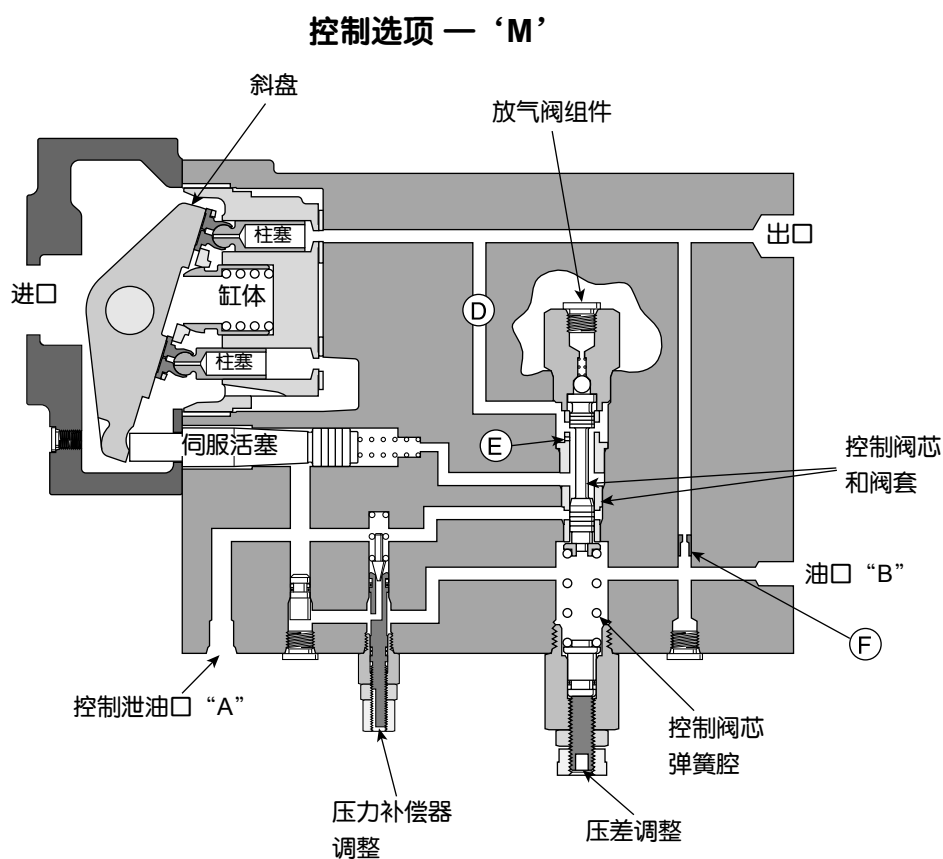 控制选项 — ‘M’
斜盘
放气阀组件
柱塞
出口
进口
缸体
D
柱塞
伺服活塞
E
控制阀芯
和阀套
油口“B”
F
控制泄油口“A”
控制阀芯
弹簧腔
压力补偿器
调整
压差调整